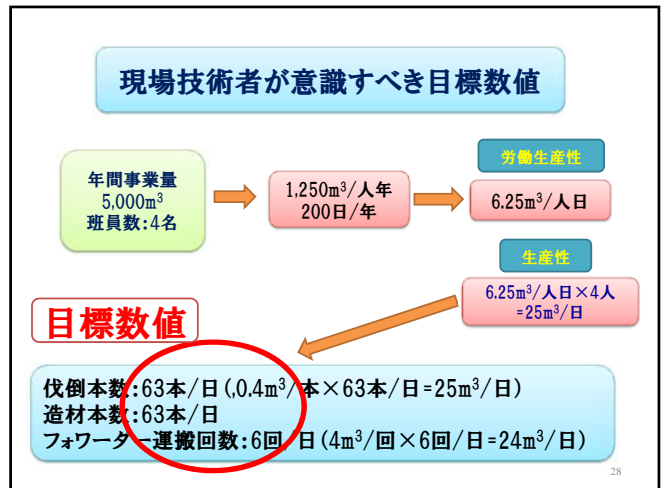 現場技術者が意識すべき目標数値
年間事業量
5,000m³
班員数:4名
1,250m³/人年
200日/年
労働生産性
6.25m³/人日
生産性
6.25m³/人日×4人
=25m³/日
目標数値
伐倒本数:63本/日(,0.4m³/本×63本/日=25m³/日)
造材本数:63本/日
フォワーダー運搬回数:6回/日(4m³/回×6回/日=24m³/日)
28